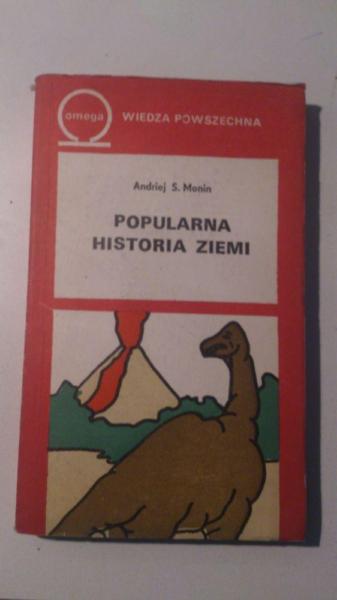 omega
WIEDZA POWSZECHNA
Andriej S. Monin
POPULARNA
HISTORIA ZIEMI